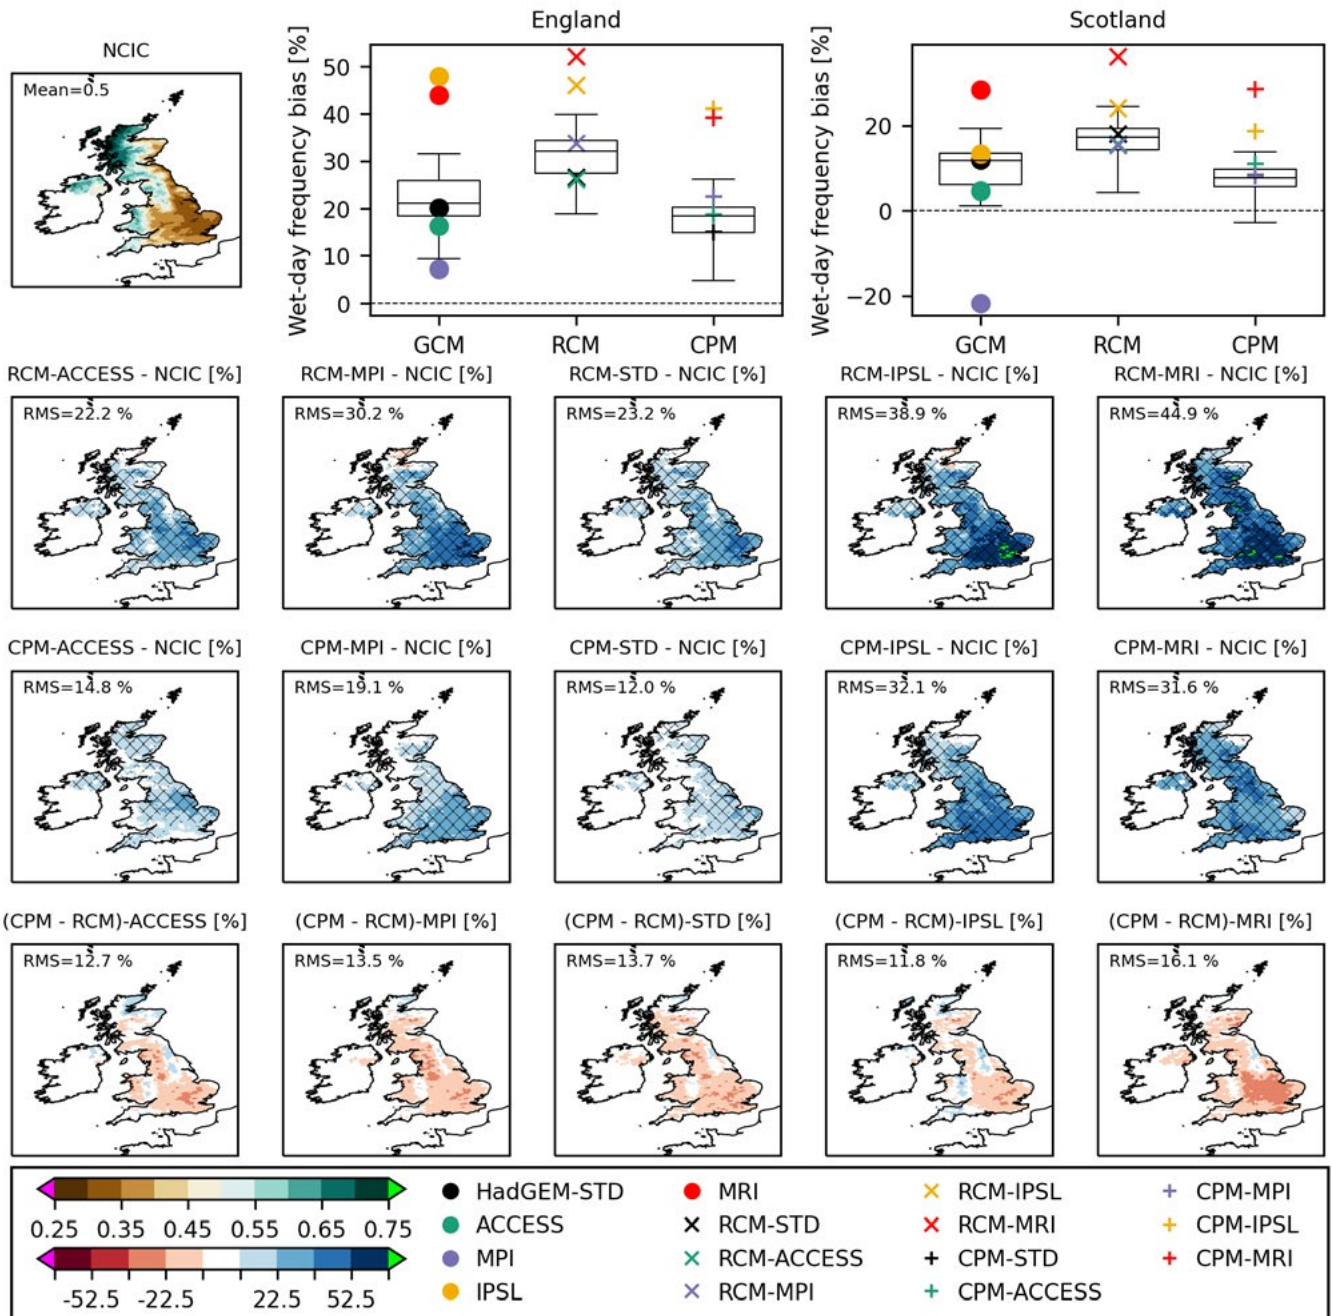 England
Scotland
NCIC
Mean=0.5
Wet-day frequency bias [%]
50
40
30
20
10
0
GCM
RCM
CPM
Wet-day frequency bias [%]
20
0
−20
GCM
RCM
CPM
RCM-ACCESS - NCIC [%]
RCM-MPI - NCIC [%]
RCM-STD - NCIC [%]
RCM-IPSL - NCIC [%]
RCM-MRI - NCIC [%]
RMS=22.2 %
RMS=30.2 %
RMS=23.2 %
RMS=38.9 %
RMS=44.9 %
CPM-ACCESS - NCIC [%]
CPM-MPI - NCIC [%]
CPM-STD - NCIC [%]
CPM-IPSL - NCIC [%]
CPM-MRI - NCIC [%]
RMS=14.8 %
RMS=19.1 %
RMS=12.0 %
RMS=32.1 %
RMS=31.6 %
(CPM - RCM)-ACCESS [%]
(CPM - RCM)-MPI [%]
(CPM - RCM)-STD [%]
(CPM - RCM)-IPSL [%]
(CPM - RCM)-MRI [%]
RMS=12.7 %
RMS=13.5 %
RMS=13.7 %
RMS=11.8 %
RMS=16.1 %
0.25 0.35 0.45 0.55 0.65 0.75
-52.5 -22.5 22.5 52.5
HadGEM-STD
ACCESS
MPI
IPSL
MRI
RCM-STD
RCM-ACCESS
RCM-MPI
RCM-IPSL
RCM-MRI
CPM-STD
CPM-ACCESS
CPM-MPI
CPM-IPSL
CPM-MRI